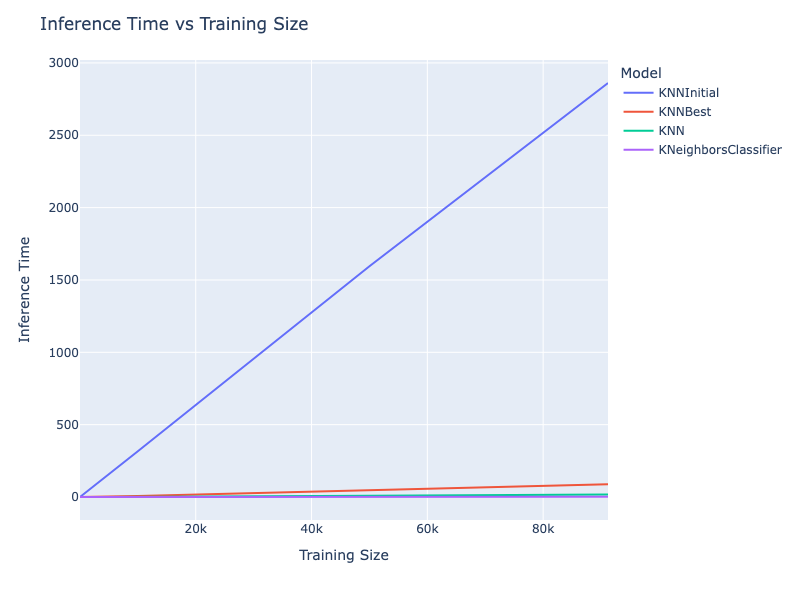 Inference Time vs Training Size
Model
KNNInitial
KNNBest
KNN
KNeighborsClassifier
Inference Time
3000
2500
2000
1500
1000
500
0
20k
40k
60k
80k
Training Size